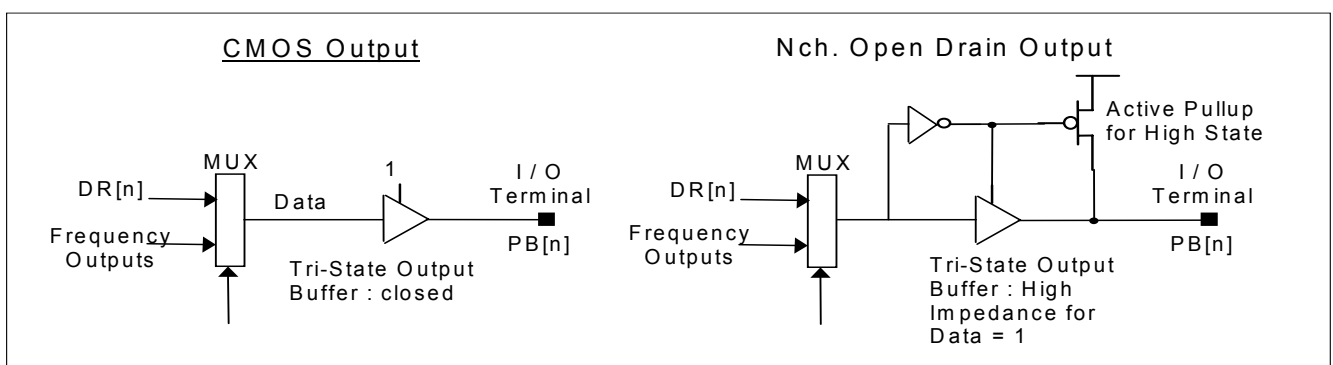 CMOS Output
MUX
DR[n]
Frequency
Outputs
Data
1
I / O
Terminal
PB[n]
Tri-State Output
Buffer : closed
Nch. Open Drain Output
Active Pullup
for High State
MUX
DR[n]
Frequency
Outputs
I / O
Terminal
PB[n]
Tri-State Output
Buffer : High
Impedance for
Data = 1